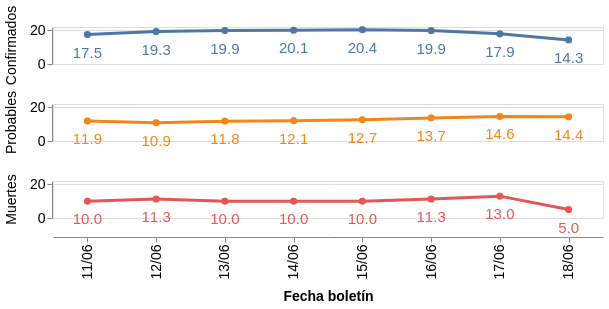 Confirmados
20
0
17.5 19.3 19.9 20.1 20.4 19.9 17.9 14.3
Probables
20
0
11.9 10.9 11.8 12.1 12.7 13.7 14.6 14.4
Muertes
20
0
10.0 11.3 10.0 10.0 10.0 11.3 13.0 5.0
11/06 12/06 13/06 14/06 15/06 16/06 17/06 18/06
Fecha boletín